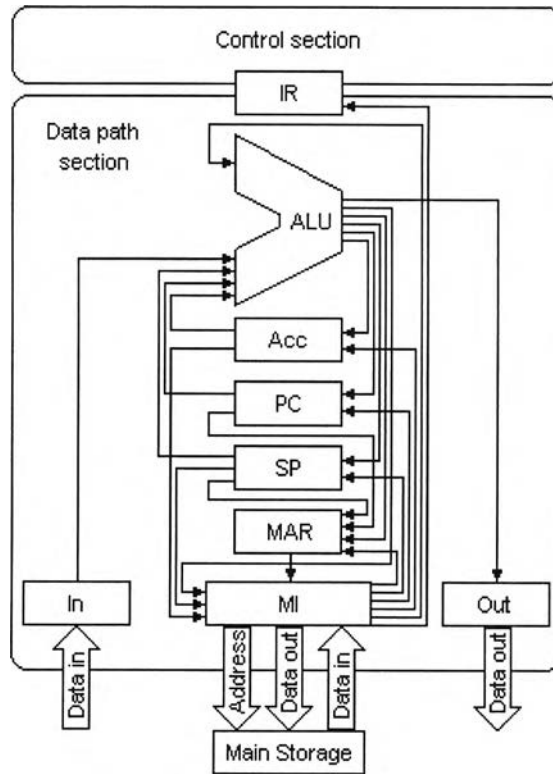 Control section
IR
Data path
section
ALU
Acc
PC
SP
MAR
In
MI
Out
Data in
Address
Data out
Data in
Data out
Main Storage